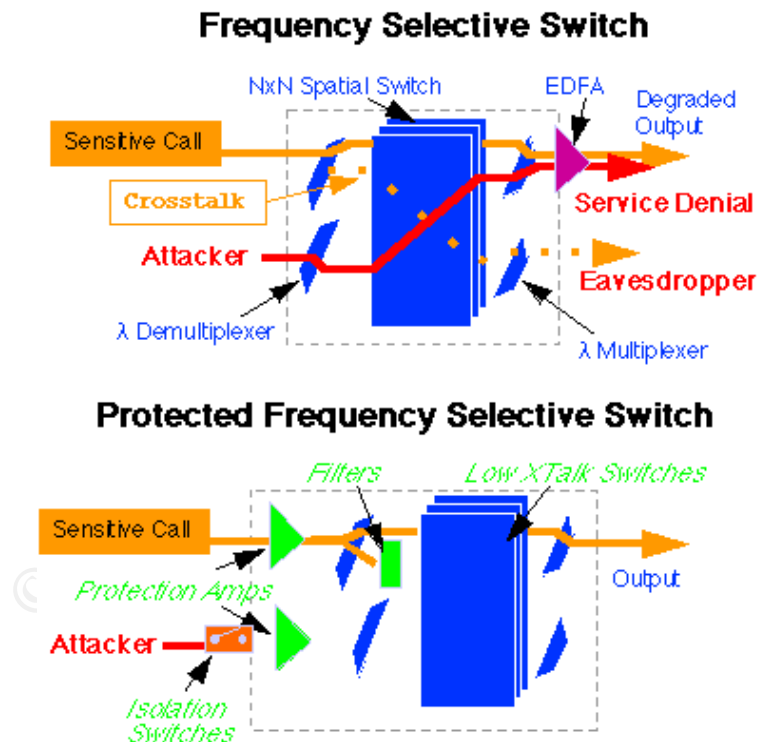 Frequency Selective Switch
NxN Spatial Switch
EDFA
Degraded
Output
Sensitive Call
Crosstalk
Service Denial
Attacker
Eavesdropper
λ Demultiplexer
λ Multiplexer
Protected Frequency Selective Switch
Filters
Low XTalk Switches
Sensitive Call
Protection Amps
Output
Attacker
Isolation
Switches
©